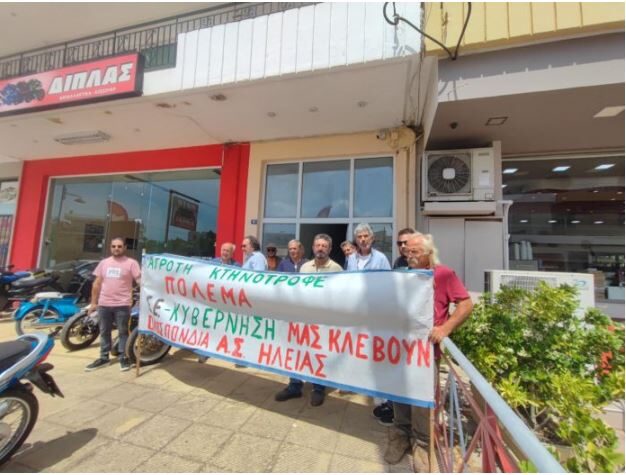 ΔΙΠΛΑΣ
ΑΓΡΟΤΗ ΚΤΗΝΟΤΡΟΦΕ
ΠΟΛΕΜΑ
ΕΕ-ΚΥΒΕΡΝΗΣΗ ΜΑΣ ΚΛΕΒΟΥΝ
ΟΜΟΣΠΟΝΔΙΑ Α.Σ. ΗΛΕΙΑΣ